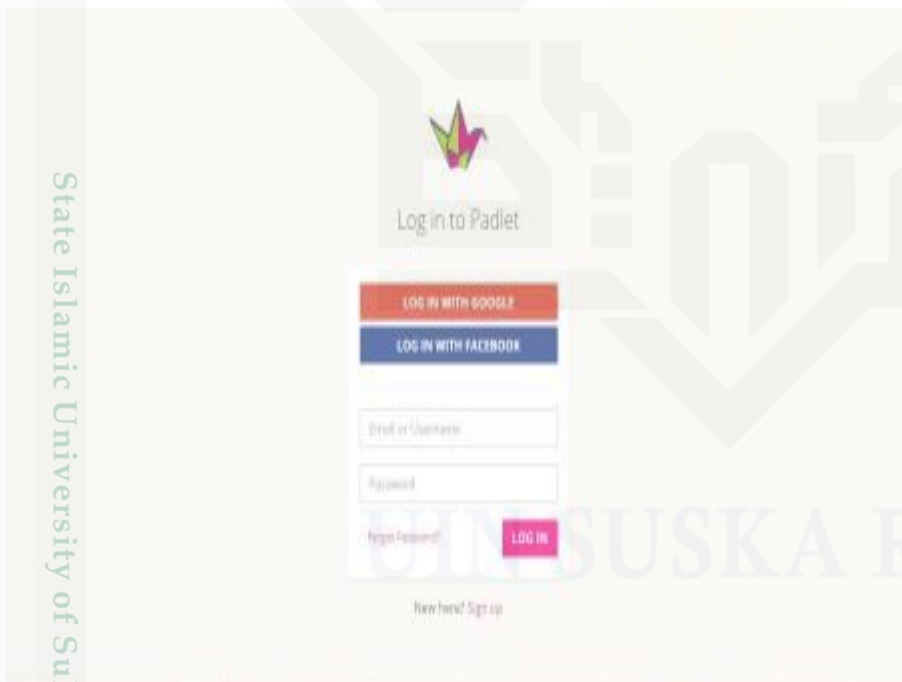 State Islamic University of Su
Log in to Padlet
LOG IN WITH GOOGLE
LOG IN WITH FACEBOOK
Email or Username
Password
Forgot Password?
LOG IN
New here? Sign up
UIN SUSKA R